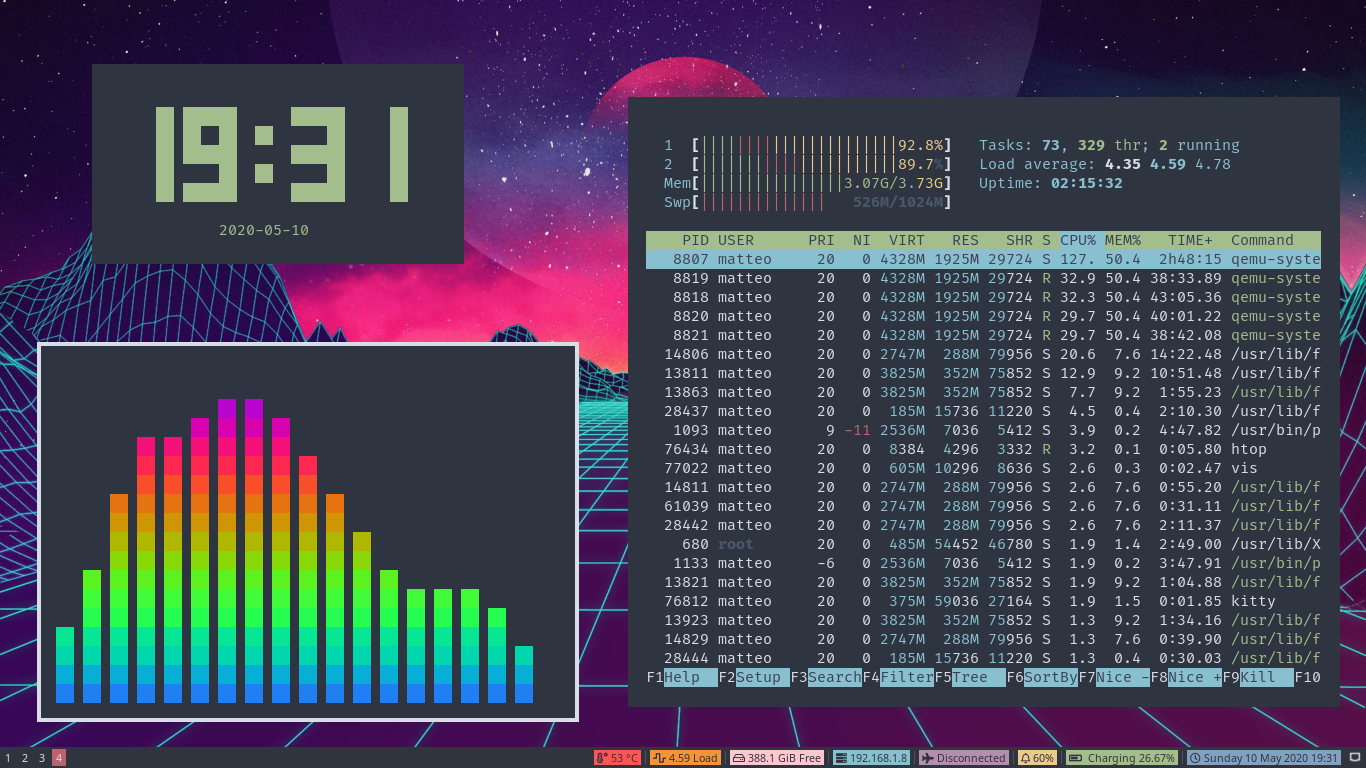 19:31
2020-05-10
1 [92.8%] Tasks: 73, 329 thr; 2 running
2 [89.7%] Load average: 4.35 4.59 4.78
Mem[3.07G/3.73G] Uptime: 02:15:32
Swp[526M/1024M]
PID USER PRI NI VIRT RES SHR S CPU% MEM% TIME+ Command
8807 matteo 20 0 4328M 1925M 29724 S 127. 50.4 2h48:15 qemu-syste
8819 matteo 20 0 4328M 1925M 29724 R 32.9 50.4 38:33.89 qemu-syste
8818 matteo 20 0 4328M 1925M 29724 R 32.3 50.4 43:05.36 qemu-syste
8820 matteo 20 0 4328M 1925M 29724 R 29.7 50.4 40:01.22 qemu-syste
8821 matteo 20 0 4328M 1925M 29724 R 29.7 50.4 38:42.08 qemu-syste
14806 matteo 20 0 2747M 288M 79956 S 20.6 7.6 14:22.48 /usr/lib/f
13811 matteo 20 0 3825M 352M 75852 S 12.9 9.2 10:51.48 /usr/lib/f
13863 matteo 20 0 3825M 352M 75852 S 7.7 9.2 1:55.23 /usr/lib/f
28437 matteo 20 0 185M 15736 11220 S 4.5 0.4 2:10.30 /usr/lib/f
1093 matteo 9 -11 2536M 7036 5412 S 3.9 0.2 4:47.82 /usr/bin/p
76434 matteo 20 0 8384 4296 3332 R 3.2 0.1 0:05.80 htop
77022 matteo 20 0 605M 10296 8636 S 2.6 0.3 0:02.47 vis
14811 matteo 20 0 2747M 288M 79956 S 2.6 7.6 0:55.20 /usr/lib/f
61039 matteo 20 0 2747M 288M 79956 S 2.6 7.6 0:31.11 /usr/lib/f
28442 matteo 20 0 2747M 288M 79956 S 2.6 7.6 2:11.37 /usr/lib/f
680 root 20 0 485M 54452 46780 S 1.9 1.4 2:49.00 /usr/lib/X
1133 matteo -6 0 2536M 7036 5412 S 1.9 0.2 3:47.91 /usr/bin/p
13821 matteo 20 0 3825M 352M 75852 S 1.9 9.2 1:04.88 /usr/lib/f
76812 matteo 20 0 375M 59036 27164 S 1.9 1.5 0:01.85 kitty
13923 matteo 20 0 3825M 352M 75852 S 1.3 9.2 1:34.16 /usr/lib/f
14829 matteo 20 0 2747M 288M 79956 S 1.3 7.6 0:39.90 /usr/lib/f
28444 matteo 20 0 185M 15736 11220 S 1.3 0.4 0:30.03 /usr/lib/f
F1Help F2Setup F3SearchF4FilterF5Tree F6SortByF7Nice -F8Nice +F9Kill F10
1 2 3 4 53 °C 4.59 Load 388.1 GiB Free 192.168.1.8 Disconnected 60% Charging 26.67% Sunday 10 May 2020 19:31